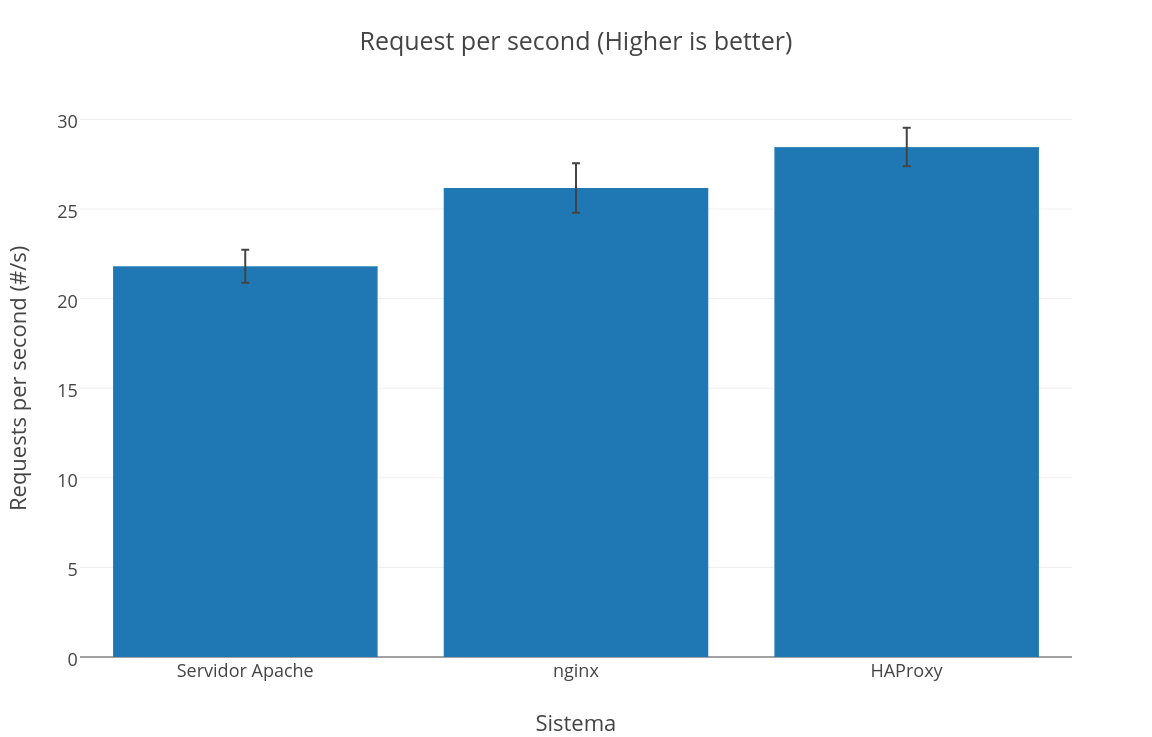 Request per second (Higher is better)
Requests per second (#/s)
30
25
20
15
10
5
0
Servidor Apache
nginx
HAProxy
Sistema